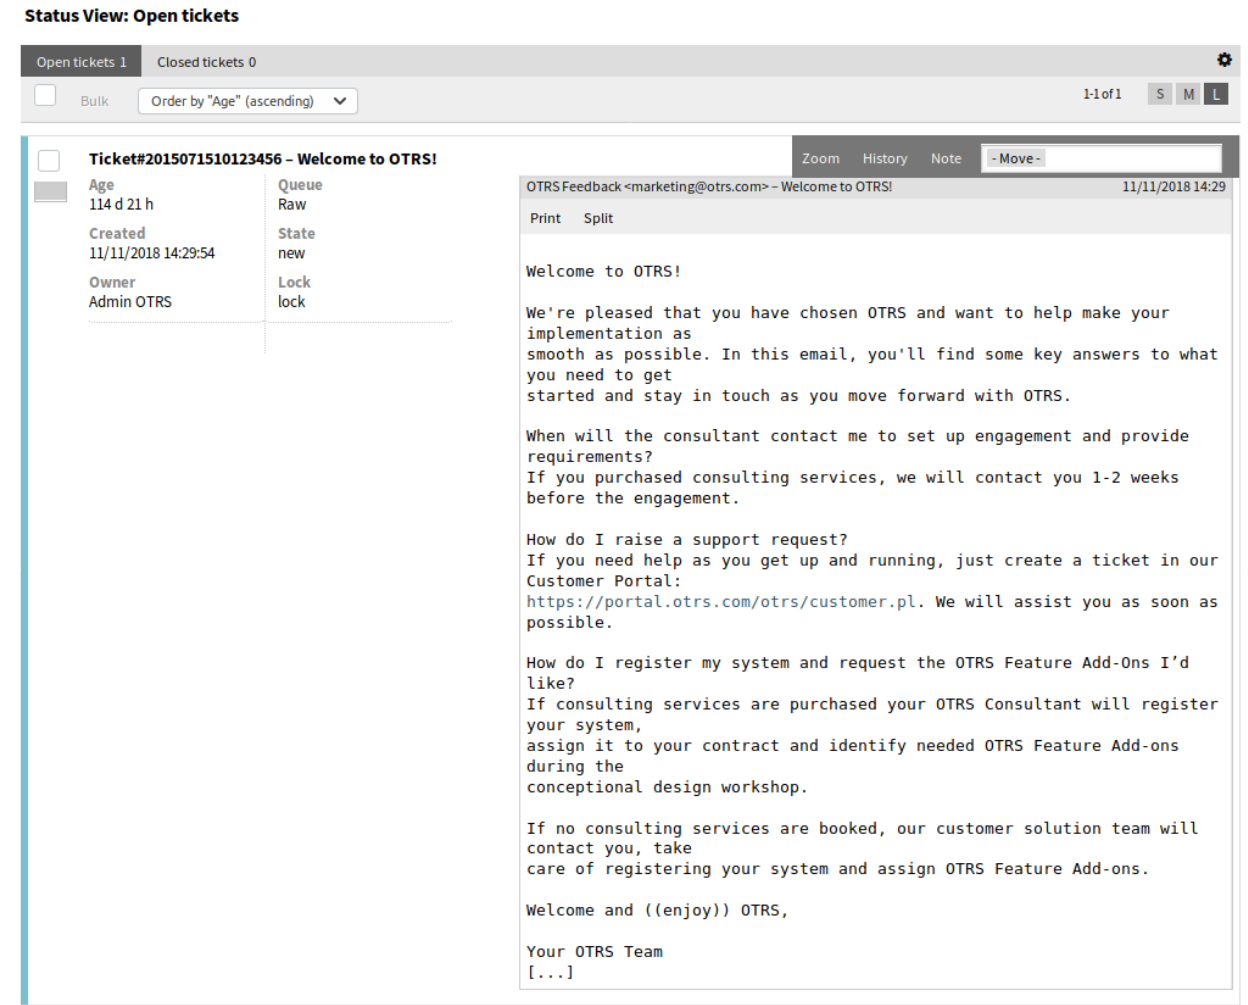 Status View: Open tickets
Open tickets 1
Closed tickets 0
Bulk
Order by "Age" (ascending)
1-1 of 1
S M L
Ticket#2015071510123456 – Welcome to OTRS!
Zoom History Note - Move -
Age
114 d 21 h
Created
11/11/2018 14:29:54
Owner
Admin OTRS
Queue
Raw
State
new
Lock
lock
OTRS Feedback <marketing@otrs.com> – Welcome to OTRS! 11/11/2018 14:29
Print Split
Welcome to OTRS!
We're pleased that you have chosen OTRS and want to help make your
implementation as
smooth as possible. In this email, you'll find some key answers to what
you need to get
started and stay in touch as you move forward with OTRS.
When will the consultant contact me to set up engagement and provide
requirements?
If you purchased consulting services, we will contact you 1-2 weeks
before the engagement.
How do I raise a support request?
If you need help as you get up and running, just create a ticket in our
Customer Portal:
https://portal.otrs.com/otrs/customer.pl. We will assist you as soon as
possible.
How do I register my system and request the OTRS Feature Add-Ons I’d
like?
If consulting services are purchased your OTRS Consultant will register
your system,
assign it to your contract and identify needed OTRS Feature Add-ons
during the
conceptional design workshop.
If no consulting services are booked, our customer solution team will
contact you, take
care of registering your system and assign OTRS Feature Add-ons.
Welcome and ((enjoy)) OTRS,
Your OTRS Team
[...]